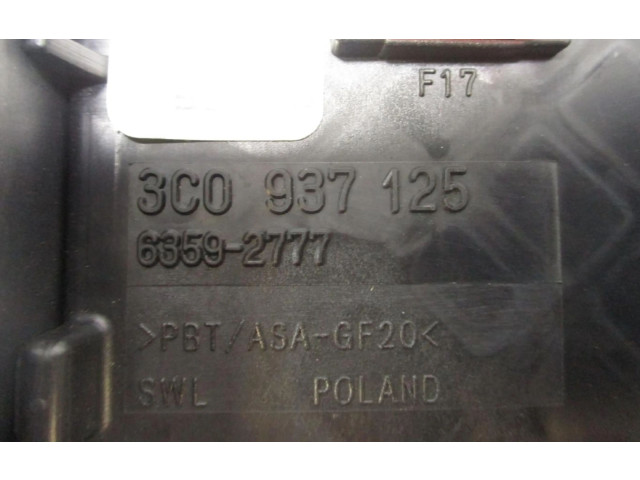 F17
3C0 937 125
6359-2777
>PBT/ASA-GF20<
SWL POLAND